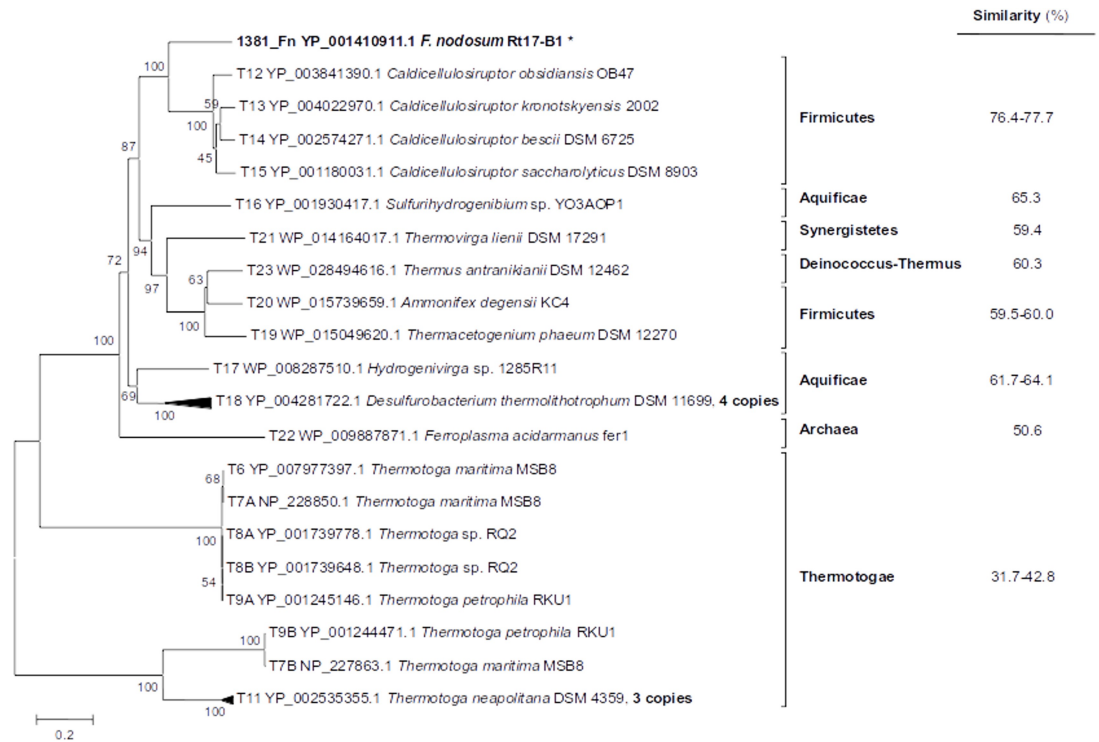 Similarity (%)
1381_Fn YP_001410911.1 F. nodosum Rt17-B1 *
100
T12 YP_003841390.1 Caldicellulosiruptor obsidiansis OB47
59
T13 YP_004022970.1 Caldicellulosiruptor kronotskyensis 2002
Firmicutes 76.4-77.7
100
T14 YP_002574271.1 Caldicellulosiruptor bescii DSM 6725
87
45
T15 YP_001180031.1 Caldicellulosiruptor saccharolyticus DSM 8903
T16 YP_001930417.1 Sulfurihydrogenibium sp. YO3AOP1
Aquificae 65.3
T21 WP_014164017.1 Thermovirga lienii DSM 17291
Synergistetes 59.4
94
72
T23 WP_028494616.1 Thermus antranikianii DSM 12462
Deinococcus-Thermus 60.3
63
97
T20 WP_015739659.1 Ammonifex degensii KC4
Firmicutes 59.5-60.0
100
T19 WP_015049620.1 Thermacetogenium phaeum DSM 12270
100
T17 WP_008287510.1 Hydrogenivirga sp. 1285R11
Aquificae 61.7-64.1
69
T18 YP_004281722.1 Desulfurobacterium thermolithotrophum DSM 11699, 4 copies
100
T22 WP_009887871.1 Ferroplasma acidarmanus fer1
Archaea 50.6
T6 YP_007977397.1 Thermotoga maritima MSB8
68
T7A NP_228850.1 Thermotoga maritima MSB8
T8A YP_001739778.1 Thermotoga sp. RQ2
100
T8B YP_001739648.1 Thermotoga sp. RQ2
Thermotogae 31.7-42.8
54
T9A YP_001245146.1 Thermotoga petrophila RKU1
T9B YP_001244471.1 Thermotoga petrophila RKU1
100
T7B NP_227863.1 Thermotoga maritima MSB8
100
T11 YP_002535355.1 Thermotoga neapolitana DSM 4359, 3 copies
100
0.2